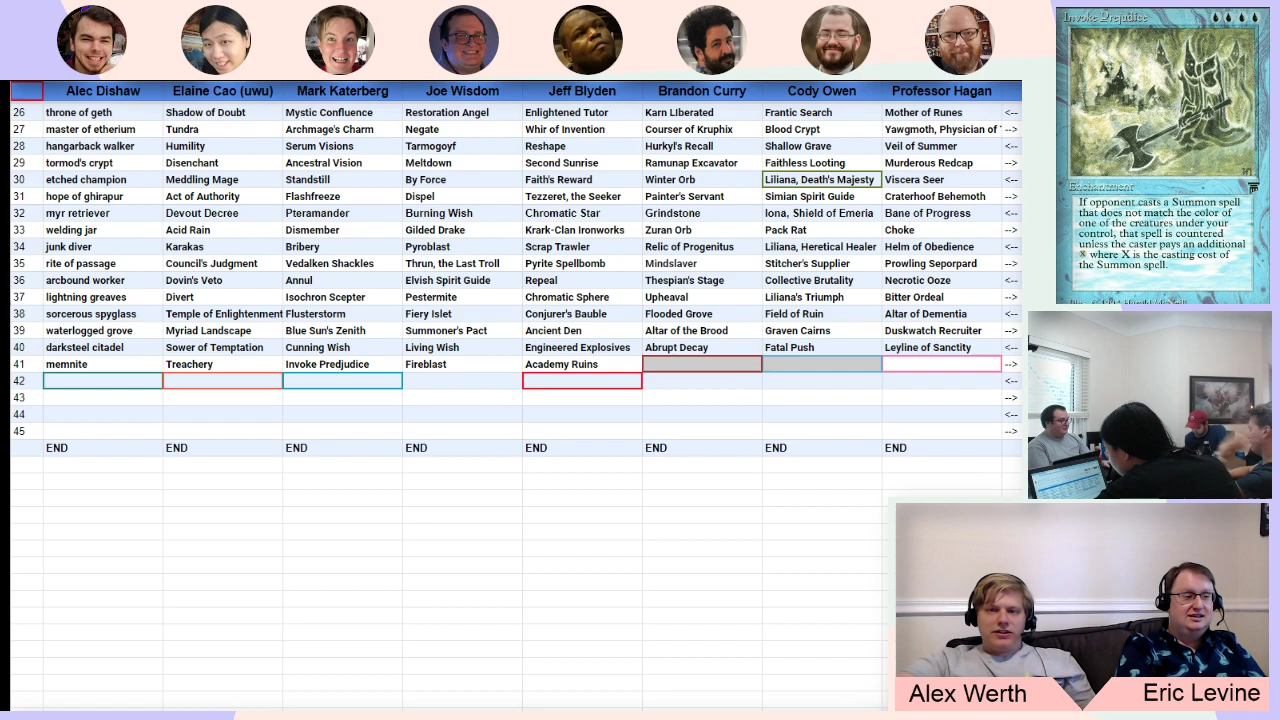 Alec Dishaw Elaine Cao (uwu) Mark Katerberg Joe Wisdom Jeff Blyden Brandon Curry Cody Owen Professor Hagan
26 throne of geth Shadow of Doubt Mystic Confluence Restoration Angel Enlightened Tutor Karn LIberated Frantic Search Mother of Runes <--
27 master of etherium Tundra Archmage's Charm Negate Whir of Invention Courser of Kruphix Blood Crypt Yawgmoth, Physician of -->
28 hangarback walker Humility Serum Visions Tarmogoyf Reshape Hurkyl's Recall Shallow Grave Veil of Summer <--
29 tormod's crypt Disenchant Ancestral Vision Meltdown Second Sunrise Ramunap Excavator Faithless Looting Murderous Redcap -->
30 etched champion Meddling Mage Standstill By Force Faith's Reward Winter Orb Liliana, Death's Majesty Viscera Seer <--
31 hope of ghirapur Act of Authority Flashfreeze Dispel Tezzeret, the Seeker Painter's Servant Simian Spirit Guide Craterhoof Behemoth -->
32 myr retriever Devout Decree Pteramander Burning Wish Chromatic Star Grindstone Iona, Shield of Emeria Bane of Progress <--
33 welding jar Acid Rain Dismember Gilded Drake Krark-Clan Ironworks Zuran Orb Pack Rat Choke -->
34 junk diver Karakas Bribery Pyroblast Scrap Trawler Relic of Progenitus Liliana, Heretical Healer Helm of Obedience <--
35 rite of passage Council's Judgment Vedalken Shackles Thrun, the Last Troll Pyrite Spellbomb Mindslaver Stitcher's Supplier Prowling Seporpard -->
36 arcbound worker Dovin's Veto Annul Elvish Spirit Guide Repeal Thespian's Stage Collective Brutality Necrotic Ooze <--
37 lightning greaves Divert Isochron Scepter Pestermite Chromatic Sphere Upheaval Liliana's Triumph Bitter Ordeal -->
38 sorcerous spyglass Temple of Enlightenment Flusterstorm Fiery Islet Conjurer's Bauble Flooded Grove Field of Ruin Altar of Dementia <--
39 waterlogged grove Myriad Landscape Blue Sun's Zenith Summoner's Pact Ancient Den Altar of the Brood Graven Cairns Duskwatch Recruiter -->
40 darksteel citadel Sower of Temptation Cunning Wish Living Wish Engineered Explosives Abrupt Decay Fatal Push Leyline of Sanctity <--
41 memnite Treachery Invoke Predjudice Fireblast Academy Ruins -->
42 <--
43 -->
44 <--
45 -->
END END END END END END END END
Invoke Prejudice
Enchantment
If opponent casts a Summon spell
that does not match the color of
one of the creatures under your
control, that spell is countered
unless the caster pays an additional
X where X is the casting cost of
the Summon spell.
Alex Werth
Eric Levine